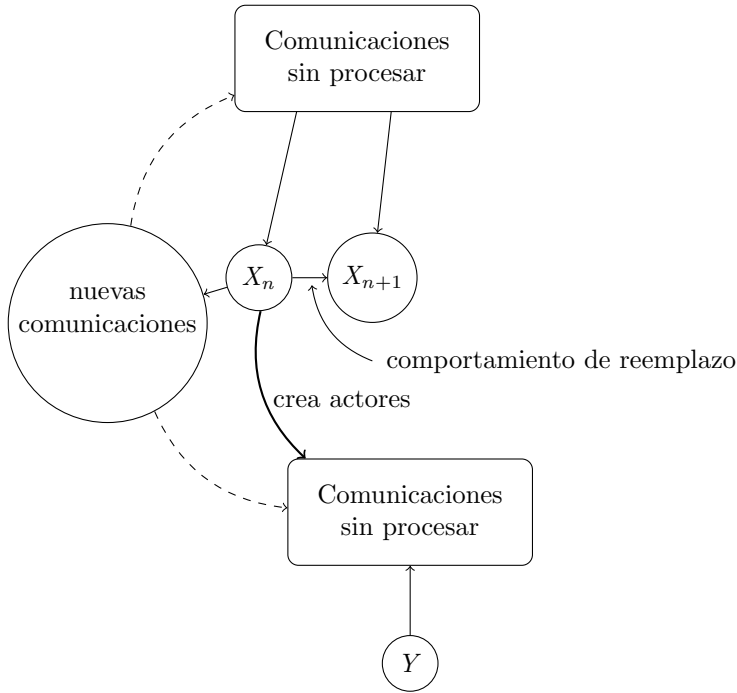 Comunicaciones
sin procesar
X_n
X_{n+1}
nuevas
comunicaciones
comportamiento de reemplazo
crea actores
Comunicaciones
sin procesar
Y